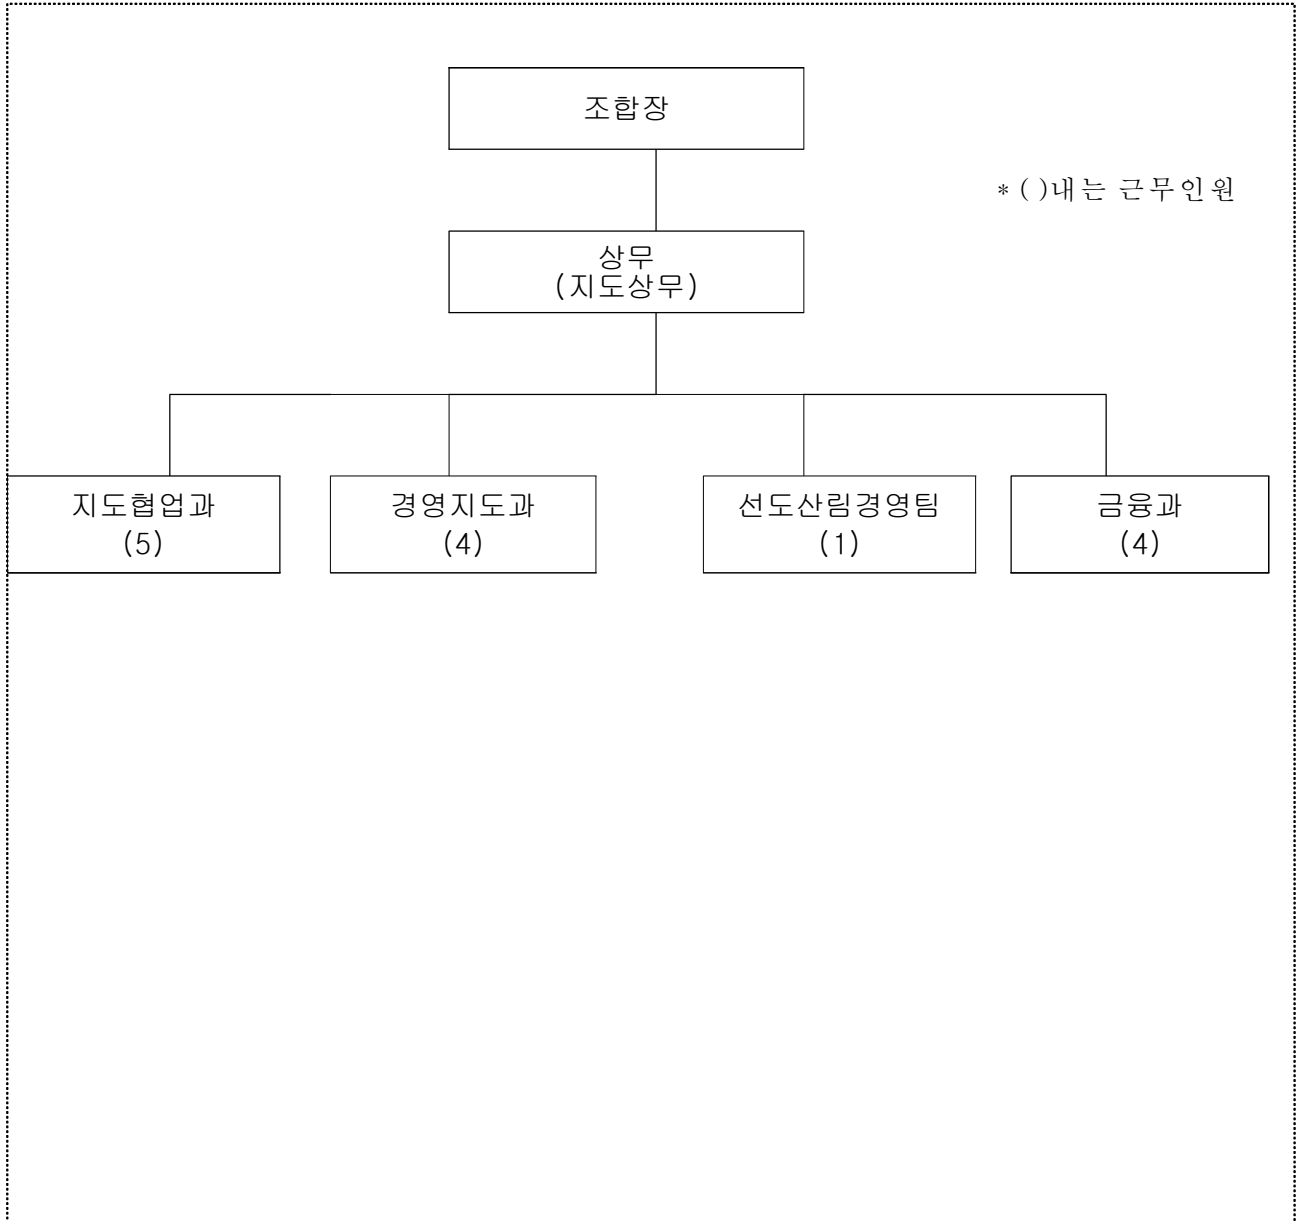 조합장
* ( )내는 근무인원
상무
(지도상무)
지도협업과
(5)
경영지도과
(4)
선도산림경영팀
(1)
금융과
(4)